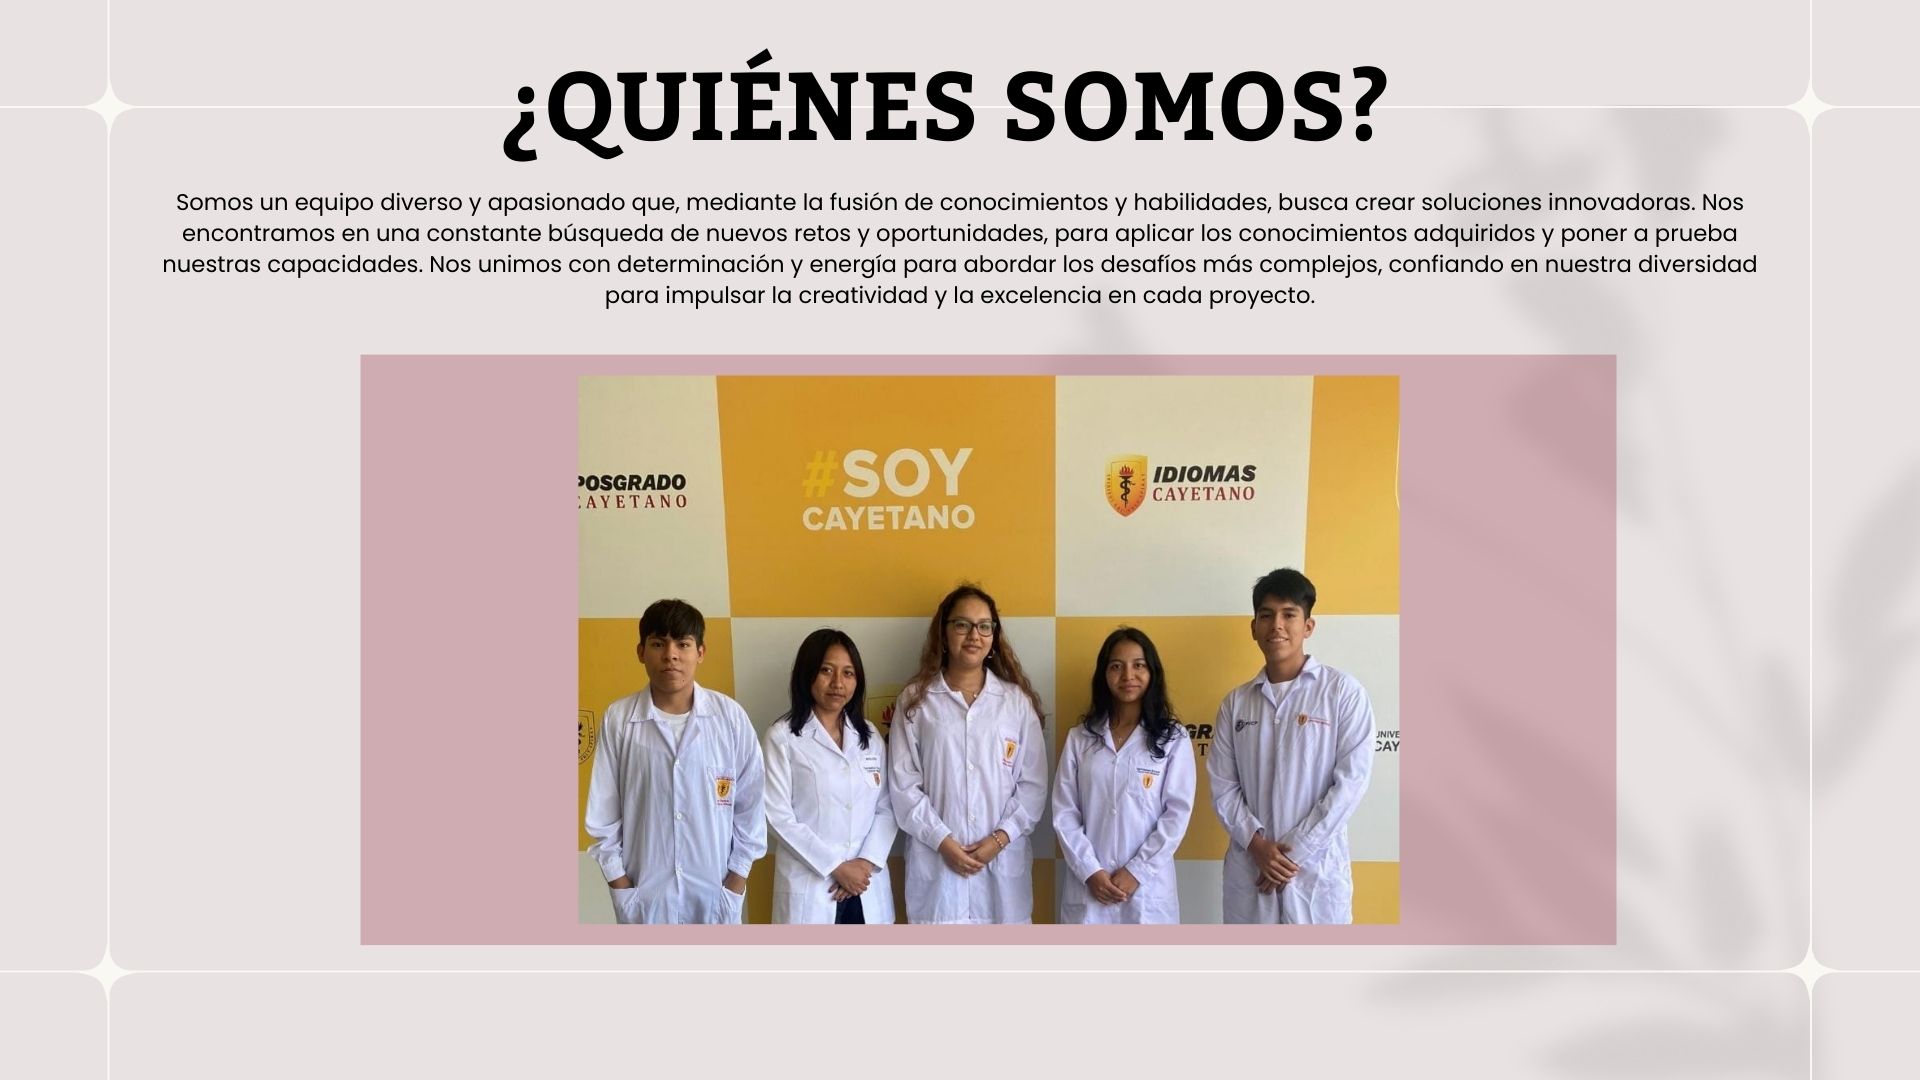 ¿QUIÉNES SOMOS?
Somos un equipo diverso y apasionado que, mediante la fusión de conocimientos y habilidades, busca crear soluciones innovadoras. Nos
encontramos en una constante búsqueda de nuevos retos y oportunidades, para aplicar los conocimientos adquiridos y poner a prueba
nuestras capacidades. Nos unimos con determinación y energía para abordar los desafíos más complejos, confiando en nuestra diversidad
para impulsar la creatividad y la excelencia en cada proyecto.
POSGRADO
CAYETANO
#SOY
CAYETANO
IDIOMAS
CAYETANO